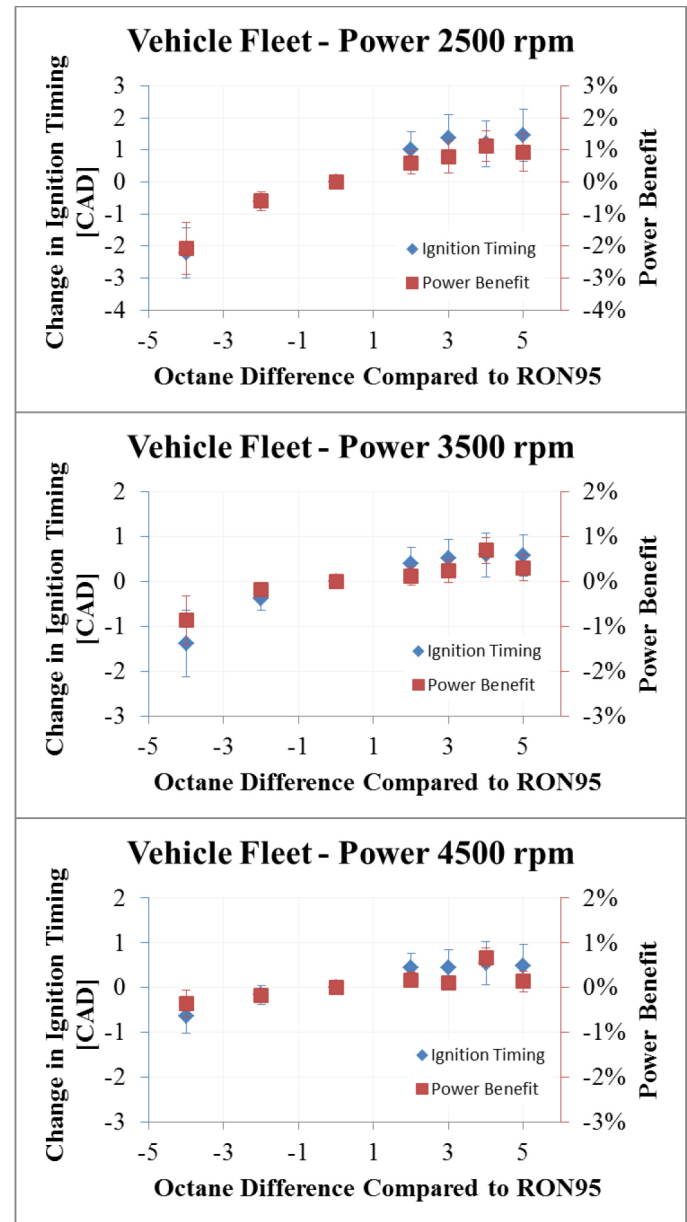 Vehicle Fleet - Power 2500 rpm
Change in Ignition Timing
[CAD]
3
2
1
0
-1
-2
-3
-4
3%
2%
1%
0%
-1%
-2%
-3%
-4%
Power Benefit
Ignition Timing
Power Benefit
-5
-3
-1
1
3
5
Octane Difference Compared to RON95
Vehicle Fleet - Power 3500 rpm
Change in Ignition Timing
[CAD]
2
1
0
-1
-2
-3
2%
1%
0%
-1%
-2%
-3%
Power Benefit
Ignition Timing
Power Benefit
-5
-3
-1
1
3
5
Octane Difference Compared to RON95
Vehicle Fleet - Power 4500 rpm
Change in Ignition Timing
[CAD]
2
1
0
-1
-2
-3
2%
1%
0%
-1%
-2%
-3%
Power Benefit
Ignition Timing
Power Benefit
-5
-3
-1
1
3
5
Octane Difference Compared to RON95